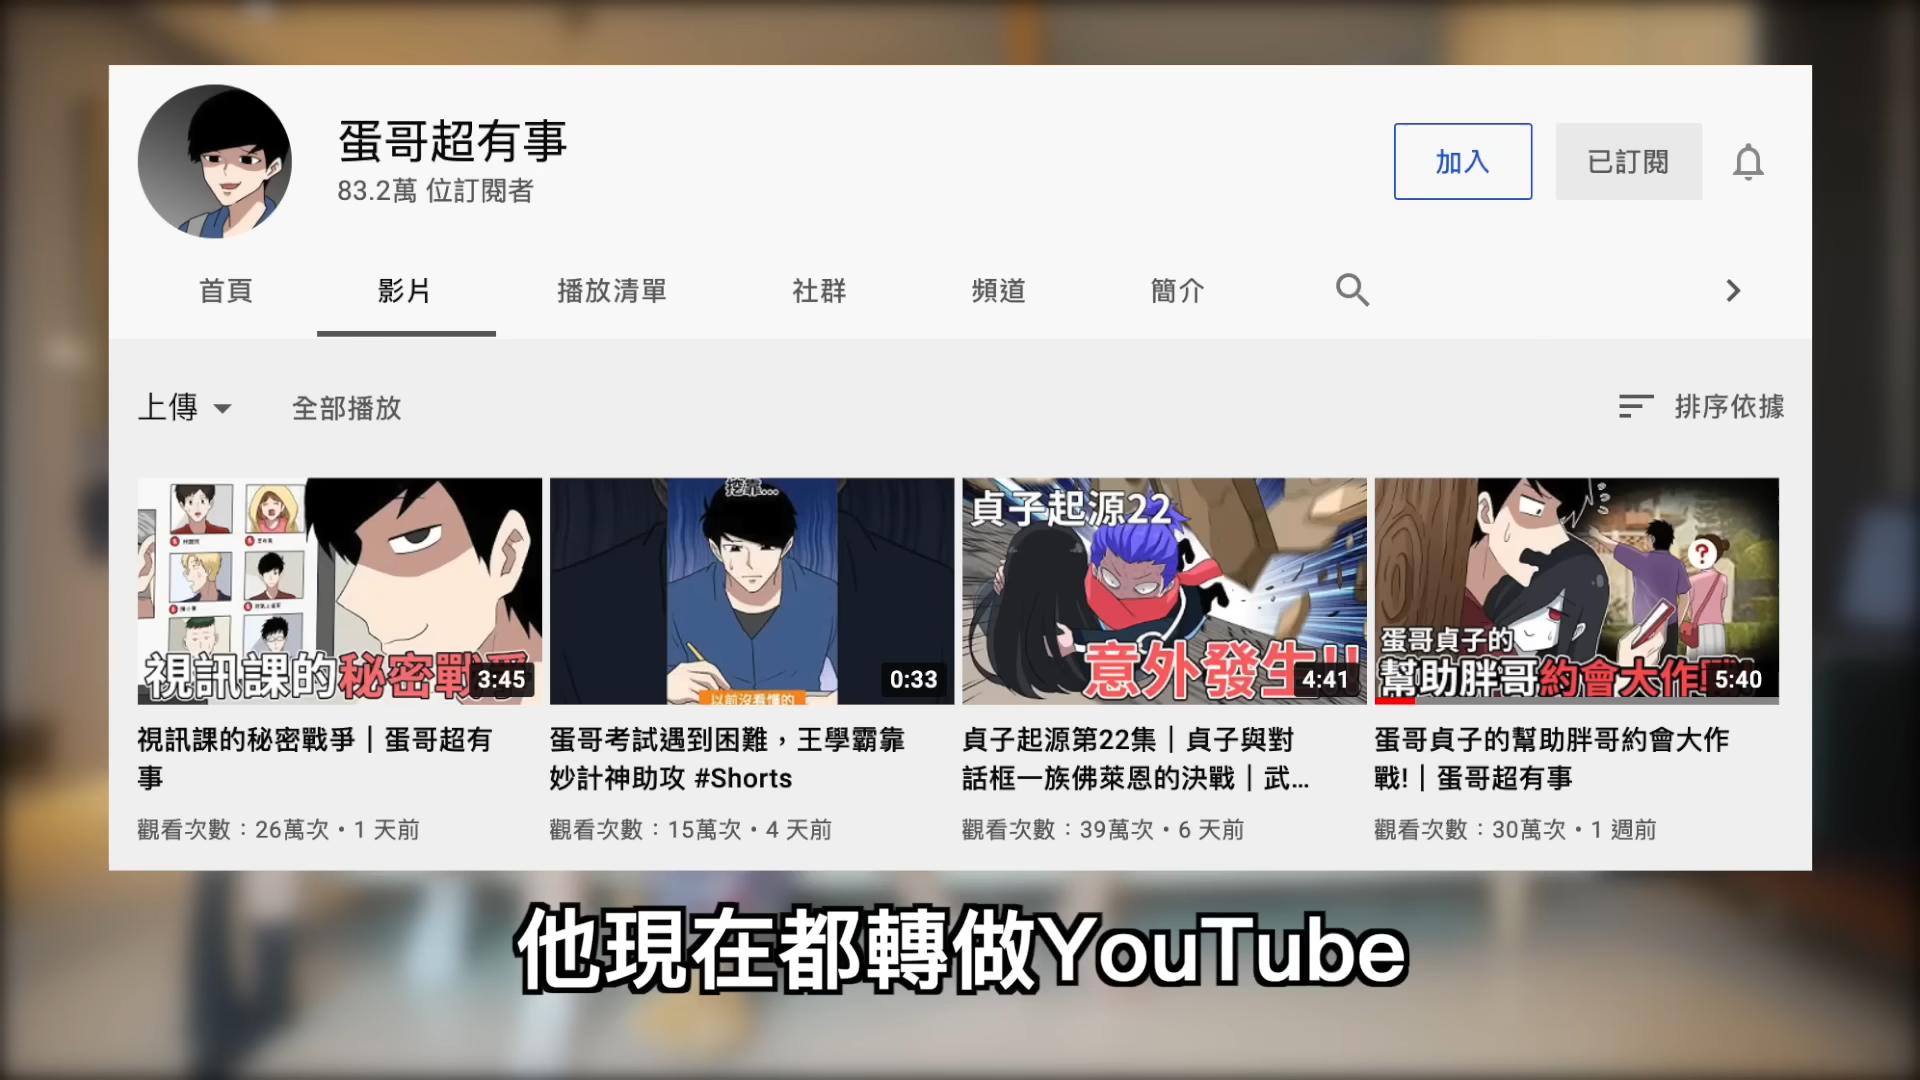 蛋哥超有事
83.2萬 位訂閱者
加入
已訂閱
首頁
影片
播放清單
社群
頻道
簡介
上傳
全部播放
排序依據
視訊課的秘密戰爭
3:45
挖靠...
以前沒看懂的
0:33
貞子起源22
意外發生!!
4:41
蛋哥貞子的
幫助胖哥約會大作戰!
5:40
視訊課的秘密戰爭｜蛋哥超有
事
觀看次數：26萬次・1 天前
蛋哥考試遇到困難，王學霸靠
妙計神助攻 #Shorts
觀看次數：15萬次・4 天前
貞子起源第22集｜貞子與對
話框一族佛萊恩的決戰｜武...
觀看次數：39萬次・6 天前
蛋哥貞子的幫助胖哥約會大作
戰!｜蛋哥超有事
觀看次數：30萬次・1 週前
他現在都轉做YouTube